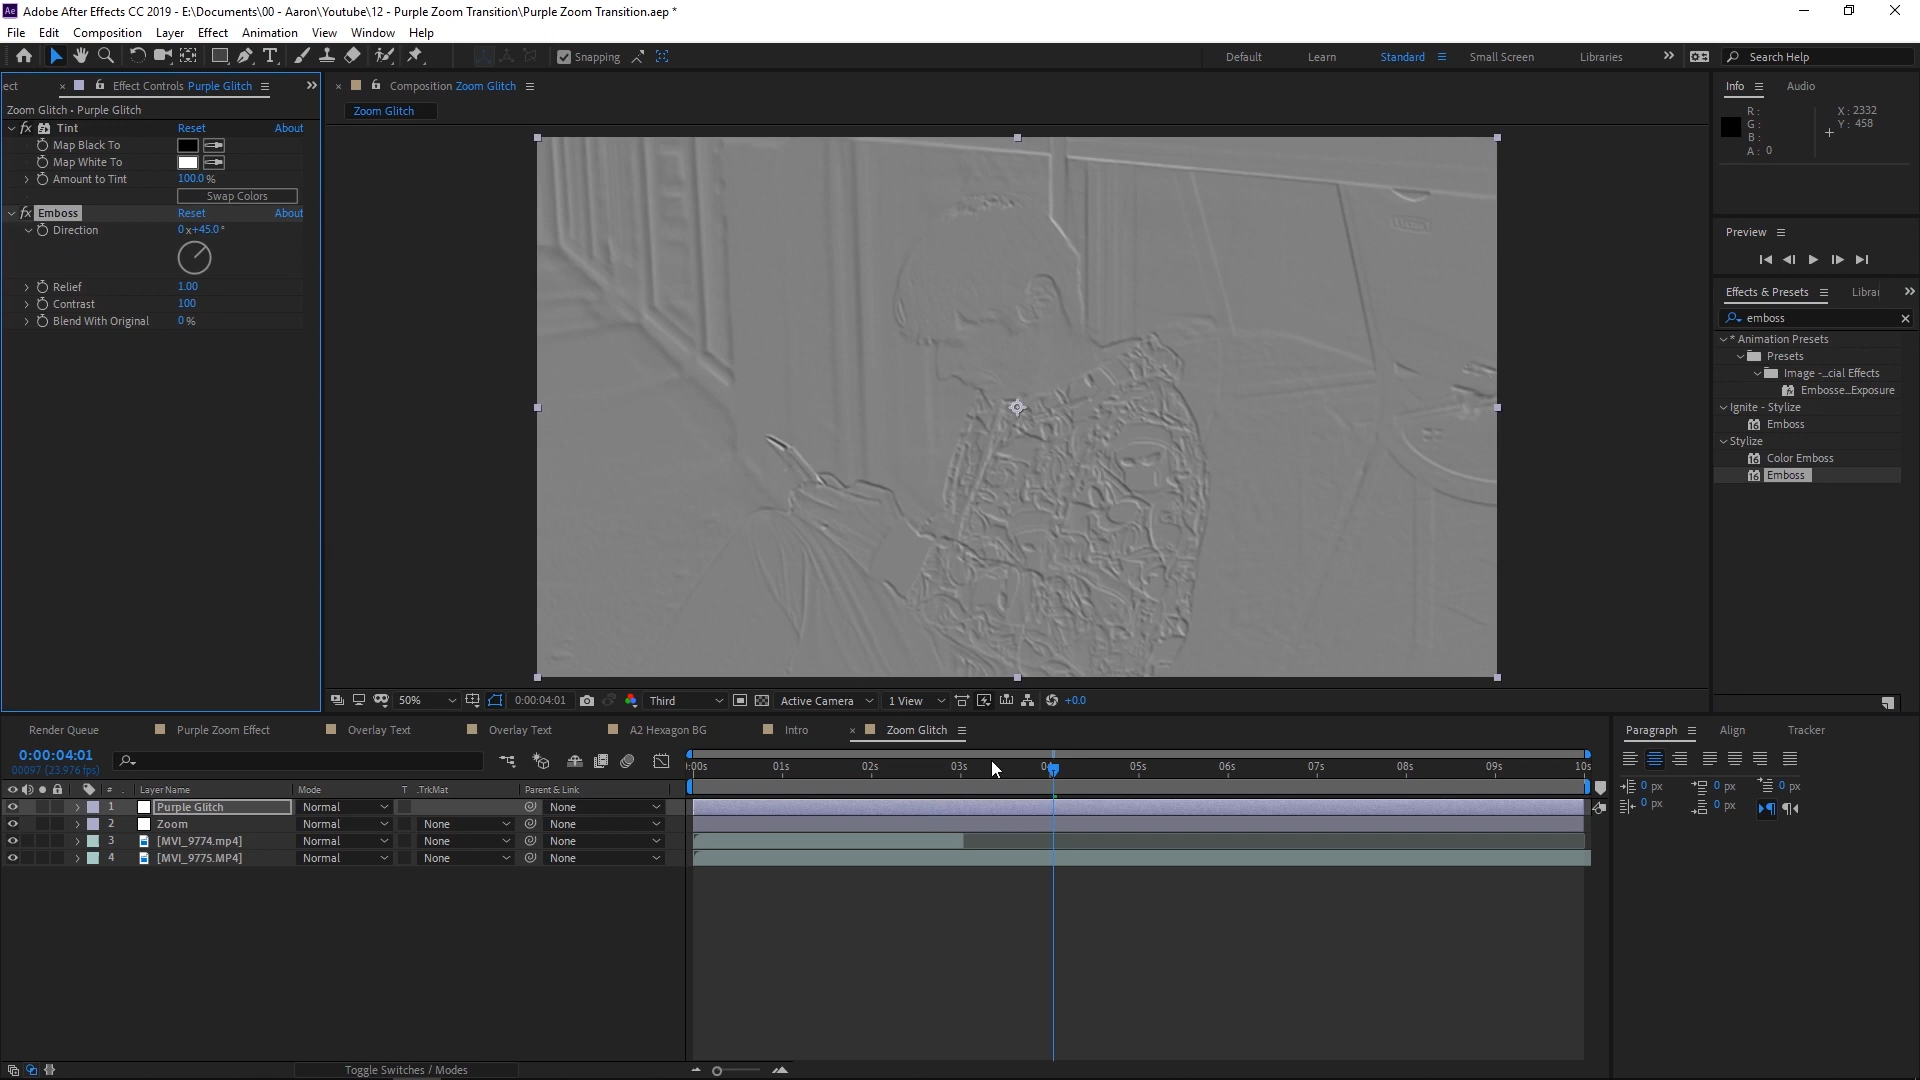 Adobe After Effects CC 2019 - E:\Documents\00 - Aaron\Youtube\12 - Purple Zoom Transition\Purple Zoom Transition.aep *
File Edit Composition Layer Effect Animation View Window Help
Snapping
Default Learn Standard Small Screen Libraries Search Help
ect Effect Controls Purple Glitch
Zoom Glitch • Purple Glitch
fx Tint Reset About
Map Black To
Map White To
Amount to Tint 100.0 %
Swap Colors
fx Emboss Reset About
Direction 0x+45.0°
Relief 1.00
Contrast 100
Blend With Original 0 %
Composition Zoom Glitch
Zoom Glitch
50% 0:00:04:01 Third Active Camera 1 View +0.0
Info Audio
R:
G:
B:
A: 0
X: 2332
Y: 458
Preview
Effects & Presets Librar
emboss
* Animation Presets
Presets
Image -...cial Effects
Embosse...Exposure
Ignite - Stylize
Emboss
Stylize
Color Emboss
Emboss
Render Queue Purple Zoom Effect Overlay Text Overlay Text A2 Hexagon BG Intro Zoom Glitch
0:00:04:01
00097 (23.976 fps)
# Layer Name Mode T .TrkMat Parent & Link
1 Purple Glitch Normal None
2 Zoom Normal None None
3 [MVI_9774.mp4] Normal None None
4 [MVI_9775.MP4] Normal None None
:00s 01s 02s 03s 05s 06s 07s 08s 09s 10s
Toggle Switches / Modes
Paragraph Align Tracker
0 px 0 px 0 px
0 px 0 px